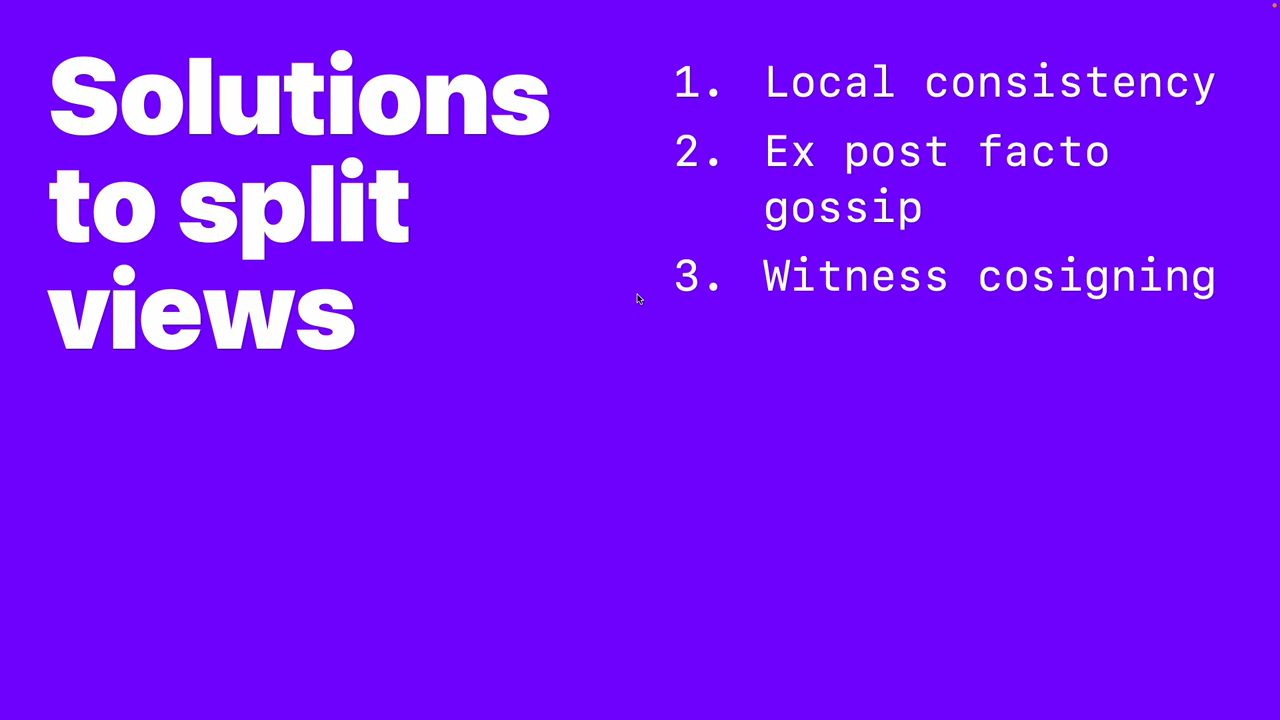 Solutions
to split
views
1. Local consistency
2. Ex post facto
gossip
3. Witness cosigning